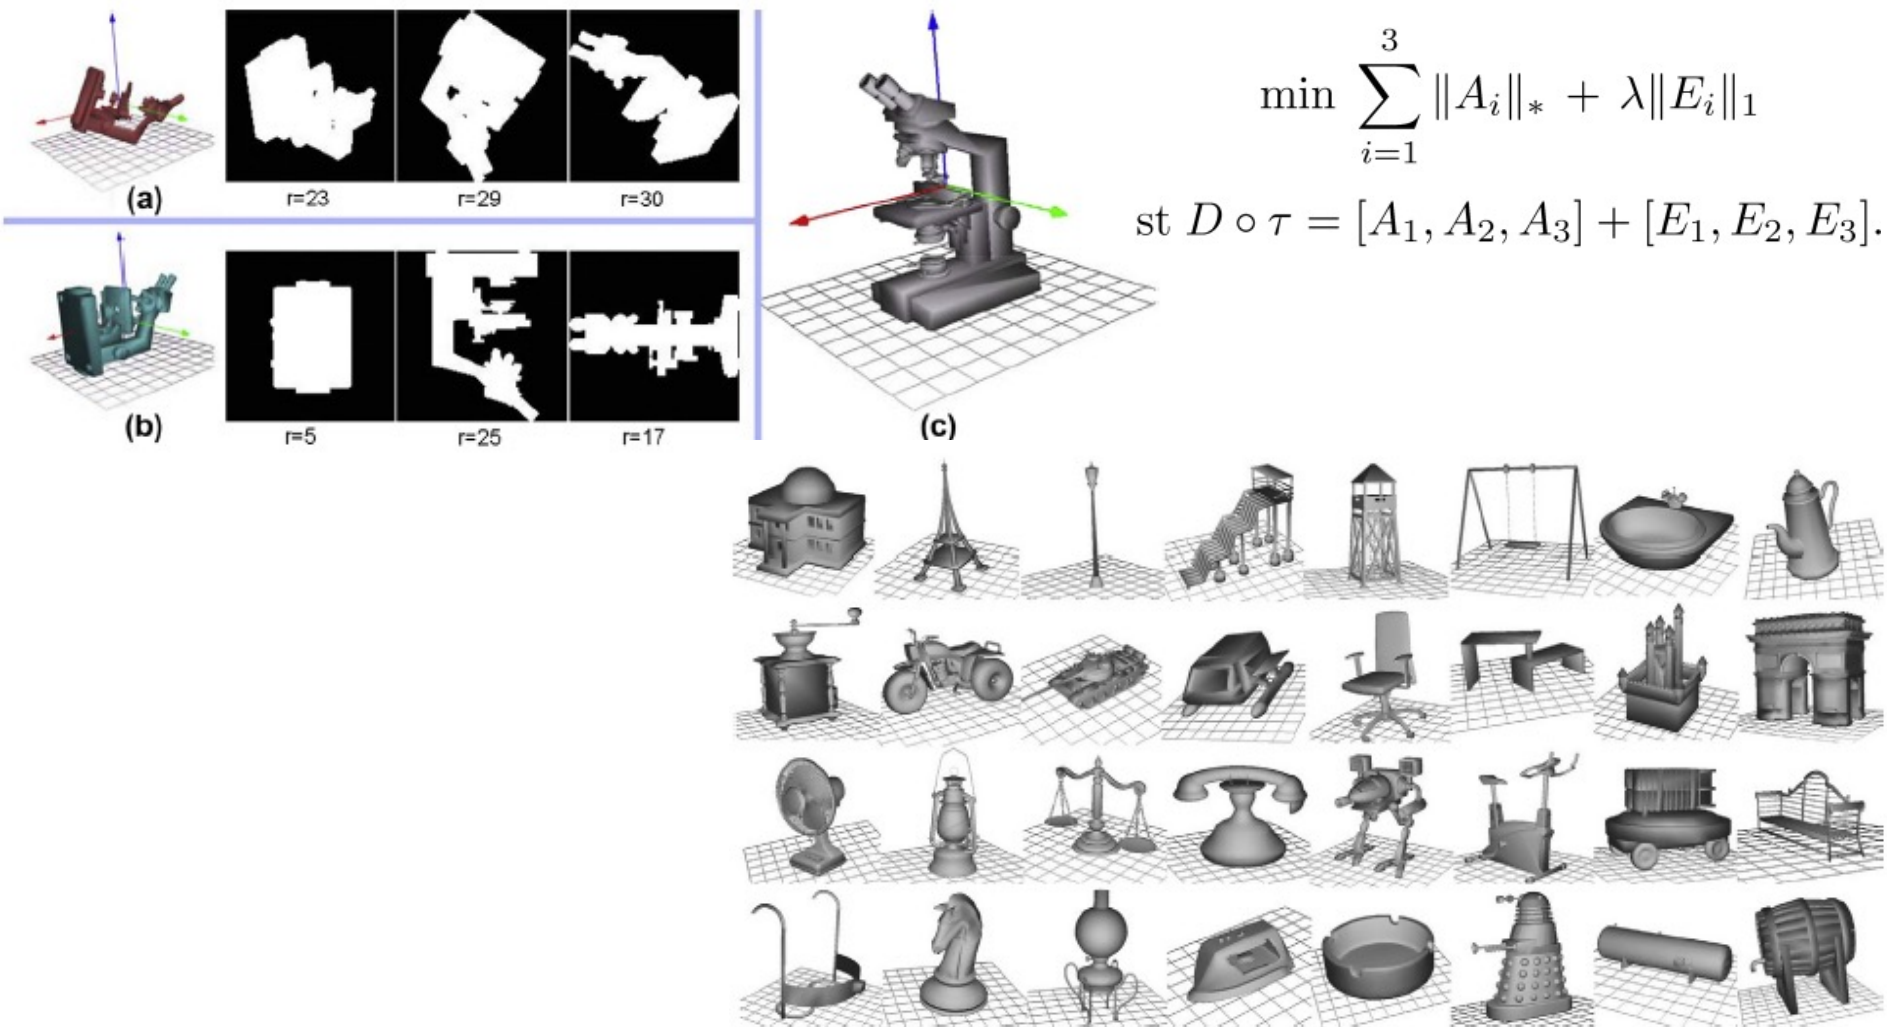 r=23 r=29 r=30
(a)
r=5 r=25 r=17
(b)
(c)
min \sum_{i=1}^{3} ‖A_i‖_* + λ‖E_i‖_1
st D ∘ τ = [A_1, A_2, A_3] + [E_1, E_2, E_3].